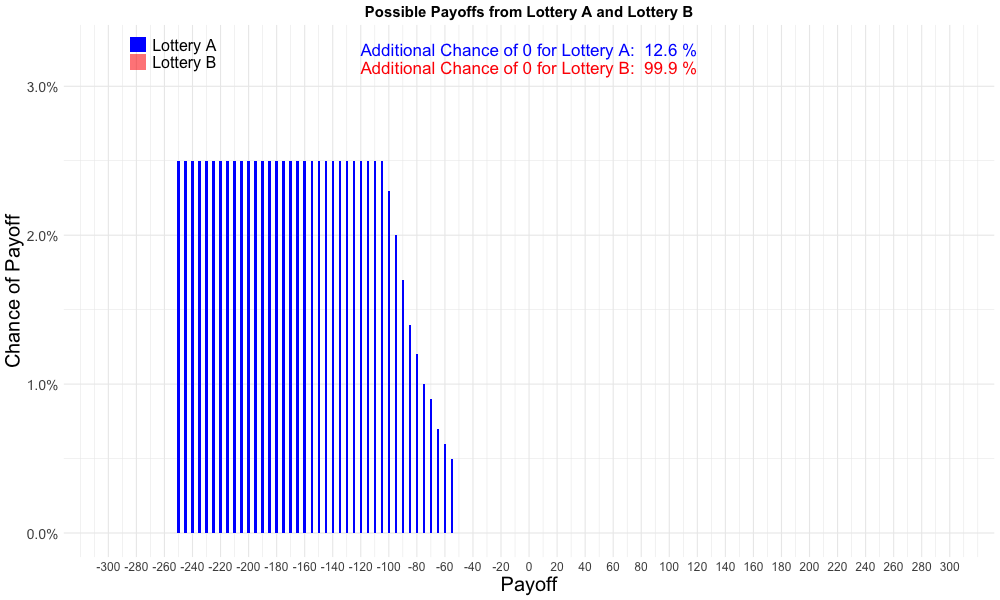 Possible Payoffs from Lottery A and Lottery B
Lottery A
Lottery B
Additional Chance of 0 for Lottery A: 12.6 %
Additional Chance of 0 for Lottery B: 99.9 %
Chance of Payoff
3.0%
2.0%
1.0%
0.0%
-300 -280 -260 -240 -220 -200 -180 -160 -140 -120 -100 -80 -60 -40 -20 0 20 40 60 80 100 120 140 160 180 200 220 240 260 280 300
Payoff